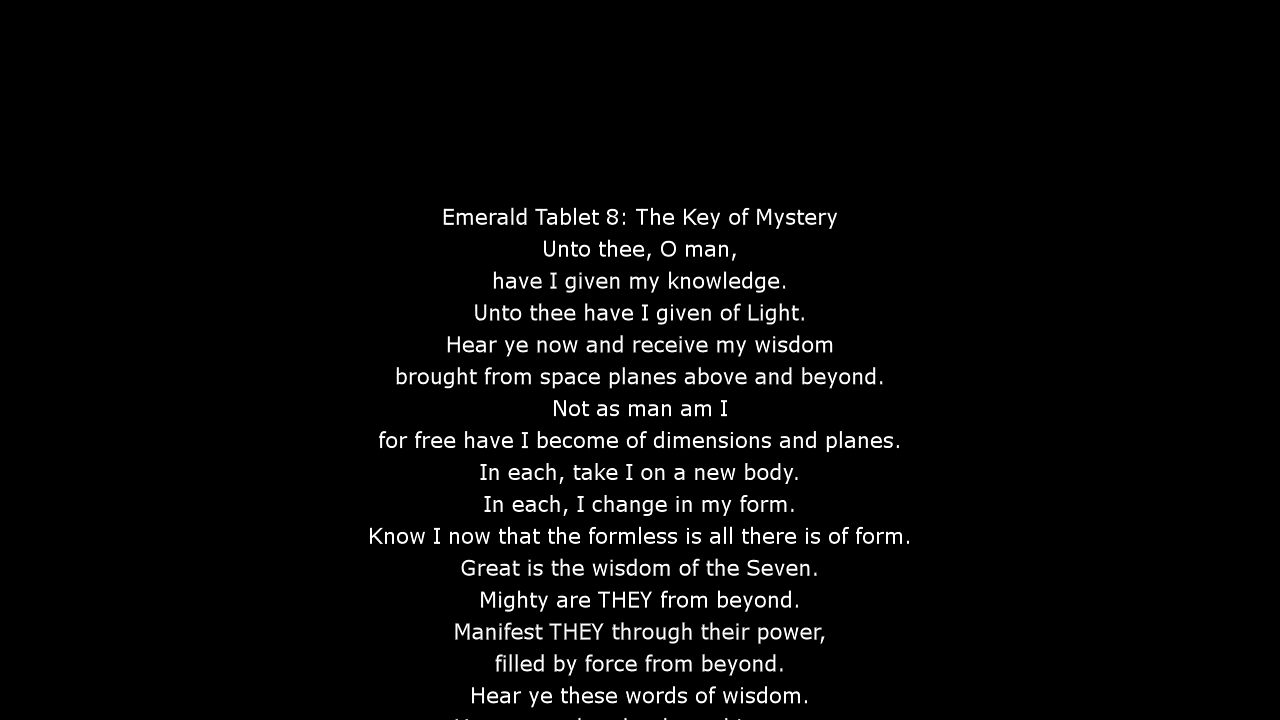 Emerald Tablet 8: The Key of Mystery
Unto thee, O man,
have I given my knowledge.
Unto thee have I given of Light.
Hear ye now and receive my wisdom
brought from space planes above and beyond.
Not as man am I
for free have I become of dimensions and planes.
In each, take I on a new body.
In each, I change in my form.
Know I now that the formless is all there is of form.
Great is the wisdom of the Seven.
Mighty are THEY from beyond.
Manifest THEY through their power,
filled by force from beyond.
Hear ye these words of wisdom.